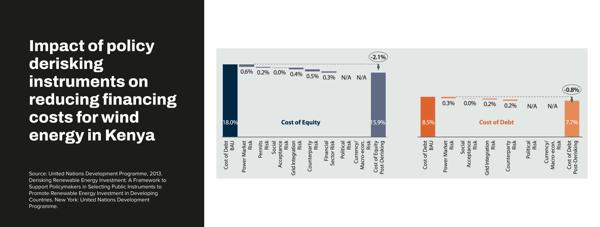 Impact of policy
derisking
instruments on
reducing financing
costs for wind
energy in Kenya
Source: United Nations Development Programme, 2013.
Derisking Renewable Energy Investment: A Framework to
Support Policymakers in Selecting Public Instruments to
Promote Renewable Energy Investment in Developing
Countries. New York: United Nations Development
Programme.
-2.1%
0.6%
0.2%
0.0%
0.4%
0.5%
0.3%
N/A
N/A
18.0%
Cost of Equity
15.9%
Cost of Debt
BAU
Power Market
Risk
Permits
Risk
Social
Acceptance
Risk
Grid Integration
Risk
Counterparty
Risk
Financial
Sector Risk
Political
Risk
Currency/
Macro-econ.
Risk
Cost of Equity
Post-Derisking
-0.8%
0.3%
0.0%
0.2%
0.2%
N/A
N/A
8.5%
Cost of Debt
7.7%
Cost of Debt
BAU
Power Market
Risk
Social
Acceptance
Risk
Grid Integration
Risk
Counterparty
Risk
Political
Risk
Currency/
Macro-econ.
Risk
Cost of Debt
Post-Derisking